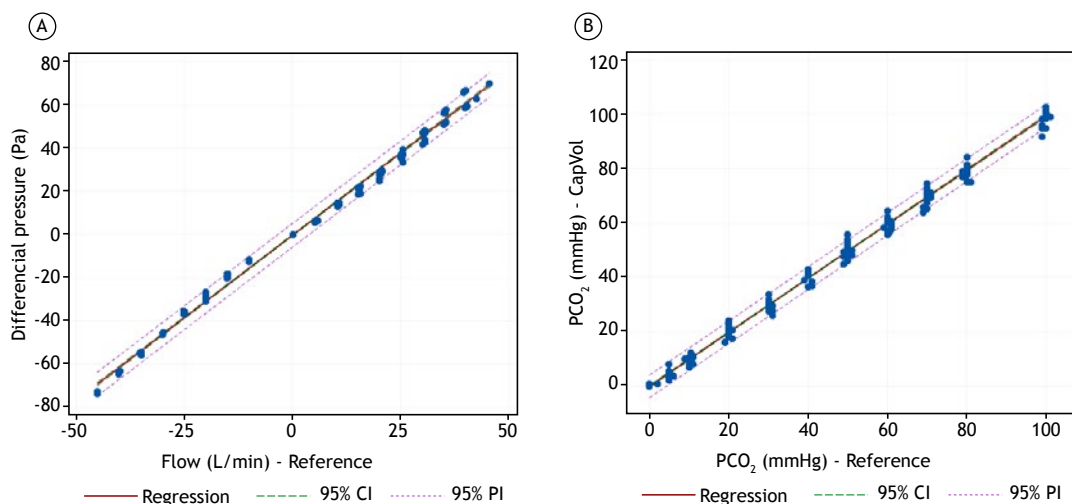 A
Differencial pressure (Pa)
80
60
40
20
0
-20
-40
-60
-80
-50
-25
0
25
50
Flow (L/min) - Reference
Regression
95% CI
95% PI
B
PCO₂ (mmHg) - CapVol
120
100
80
60
40
20
0
0
20
40
60
80
100
PCO₂ (mmHg) - Reference
Regression
95% CI
95% PI